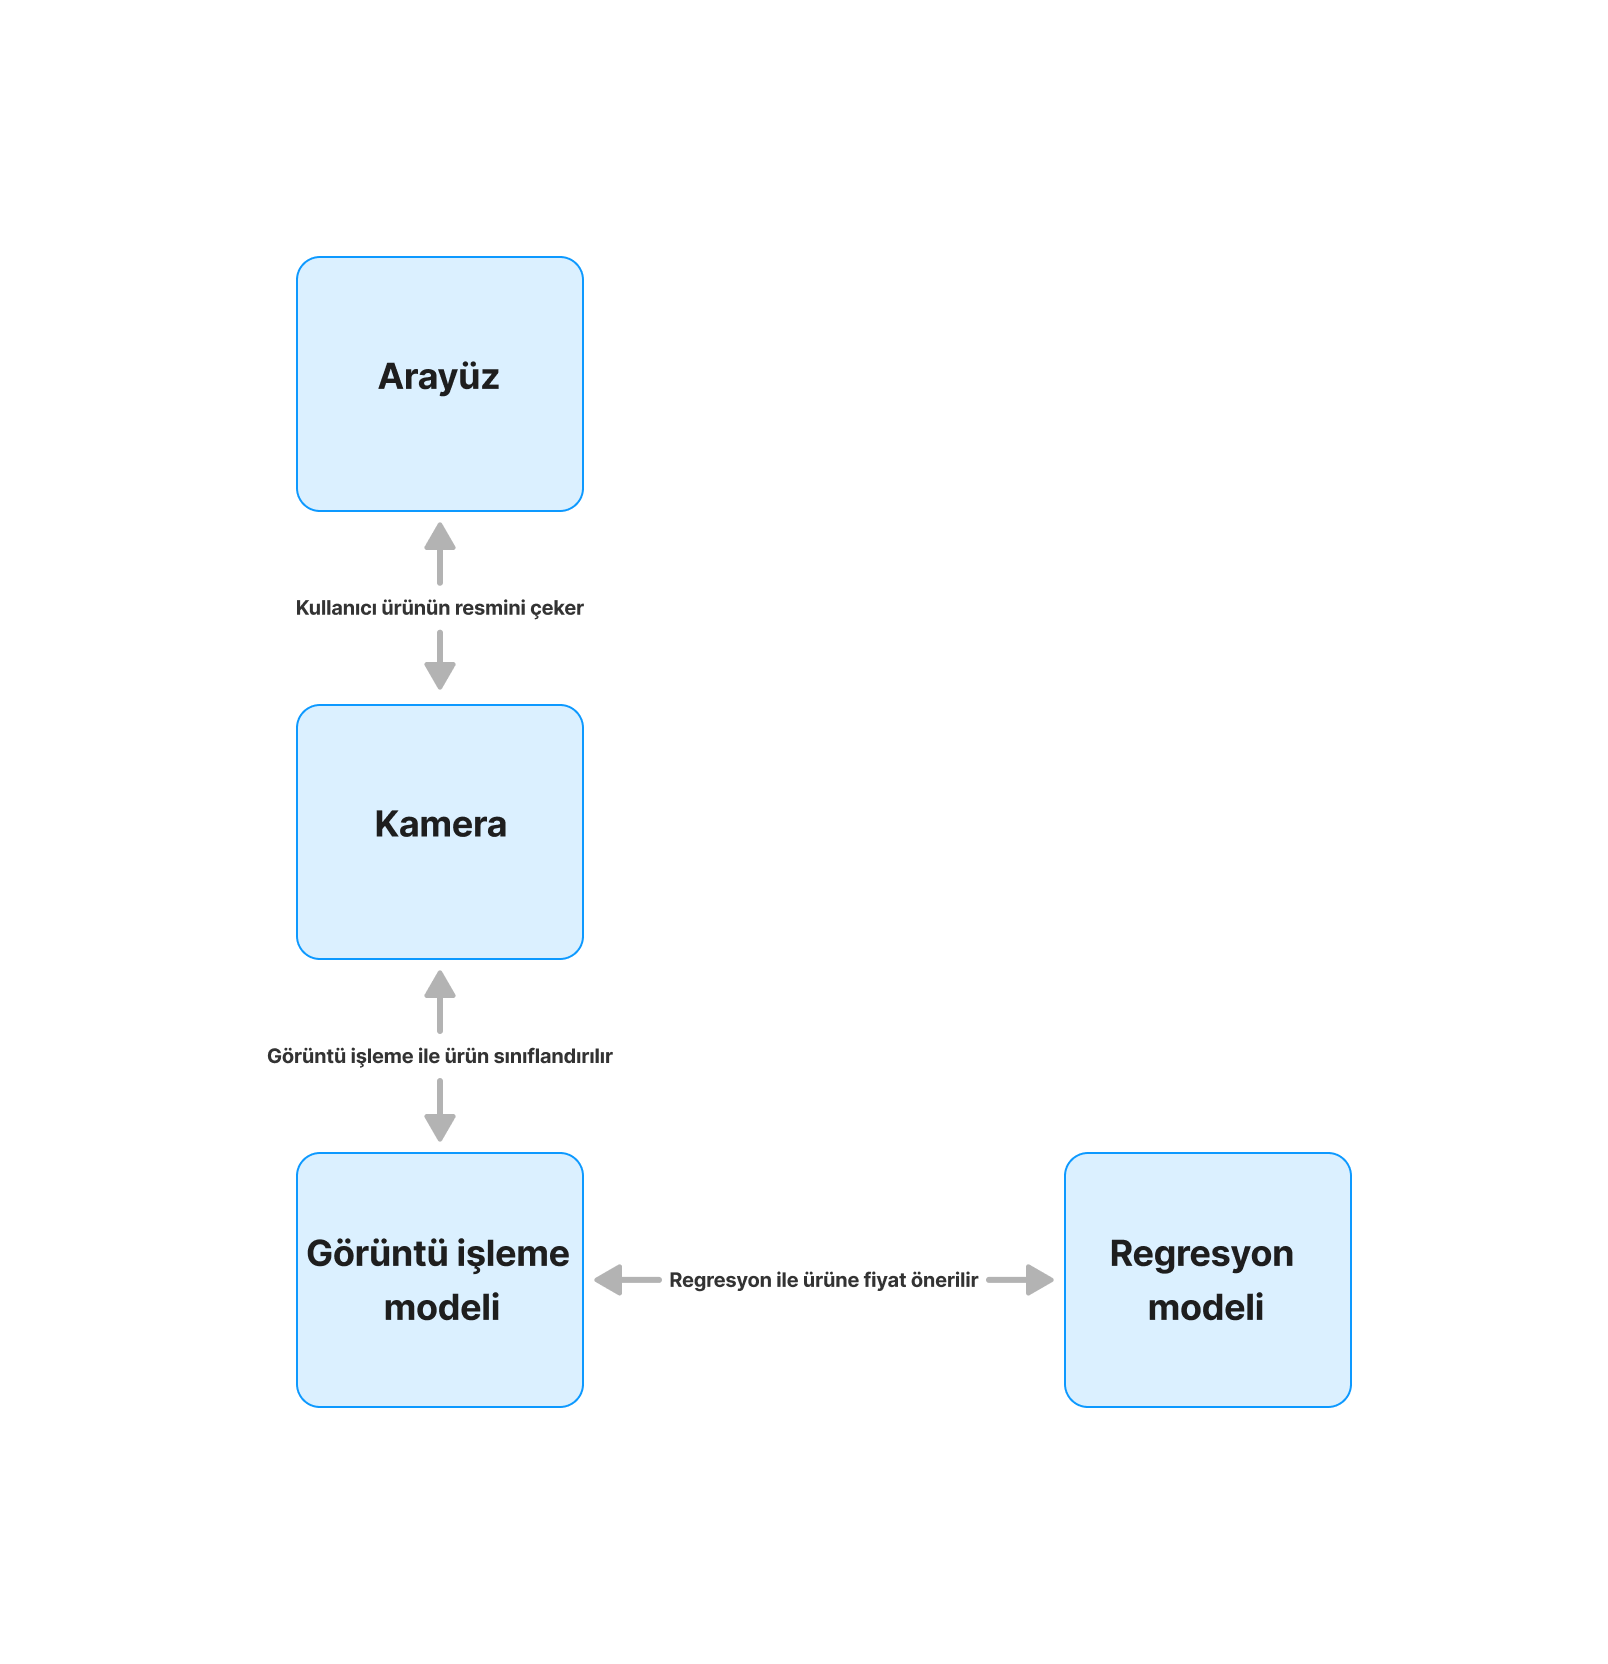 Arayüz
Kullanıcı ürünün resmini çeker
Kamera
Görüntü işleme ile ürün sınıflandırılır
Görüntü işleme
modeli
Regresyon ile ürüne fiyat önerilir
Regresyon
modeli